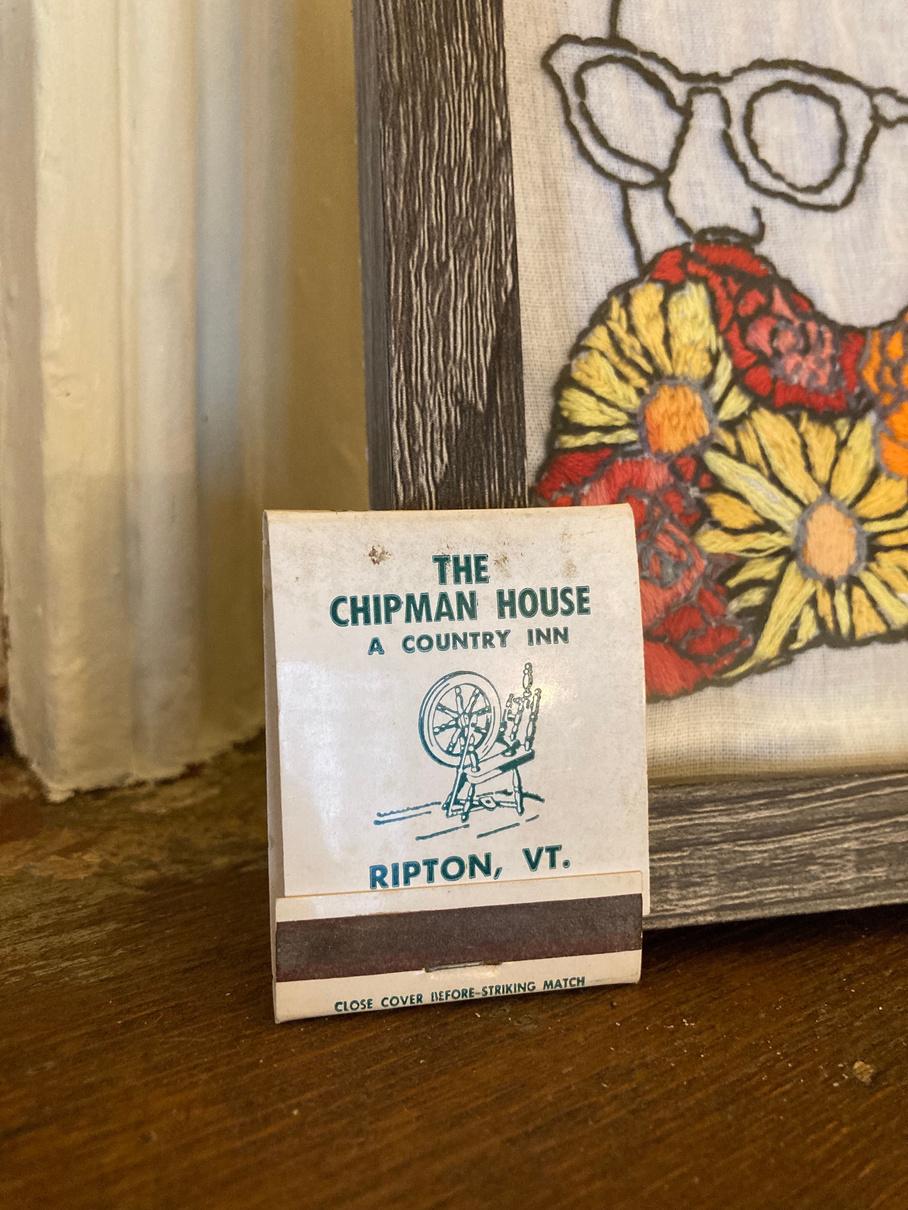 THE
CHIPMAN HOUSE
A COUNTRY INN
RIPTON, VT.
CLOSE COVER BEFORE STRIKING MATCH